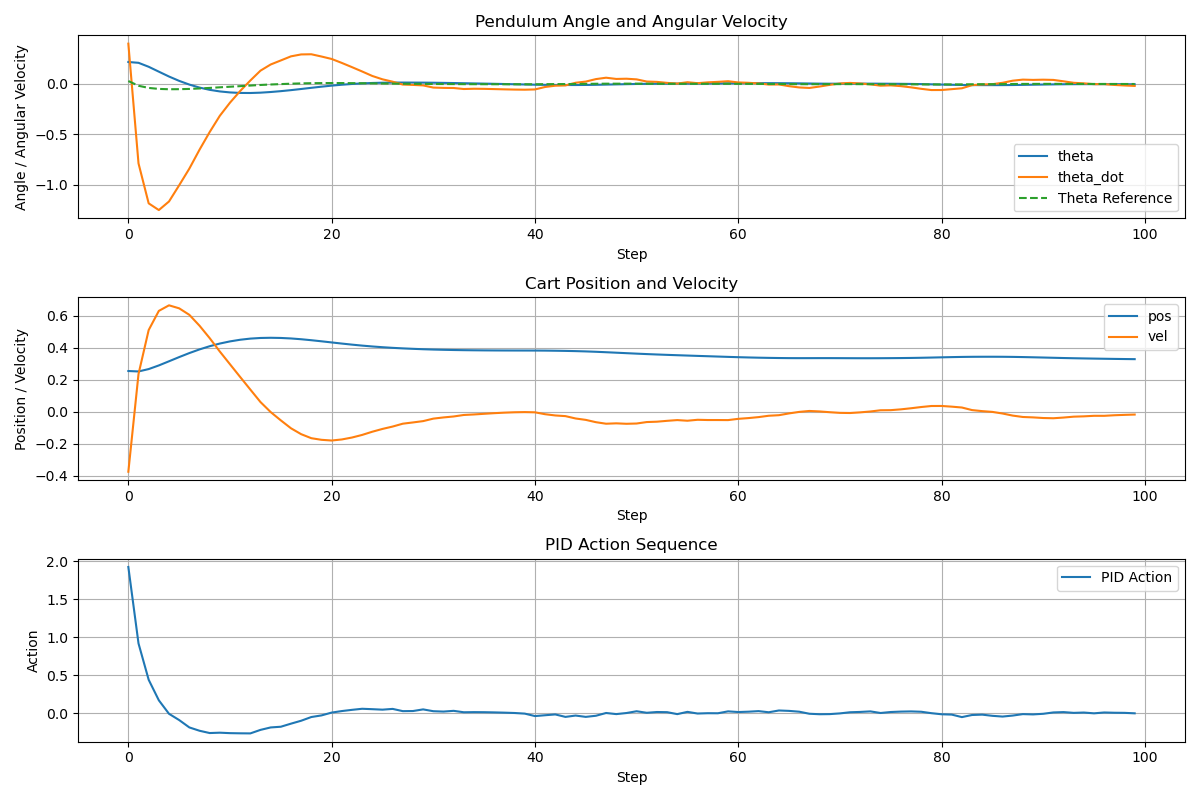 Pendulum Angle and Angular Velocity
Angle / Angular Velocity
0.0
−0.5
−1.0
theta
theta_dot
Theta Reference
0 20 40 60 80 100
Step
Cart Position and Velocity
Position / Velocity
0.6
0.4
0.2
0.0
−0.2
−0.4
pos
vel
0 20 40 60 80 100
Step
PID Action Sequence
Action
2.0
1.5
1.0
0.5
0.0
PID Action
0 20 40 60 80 100
Step